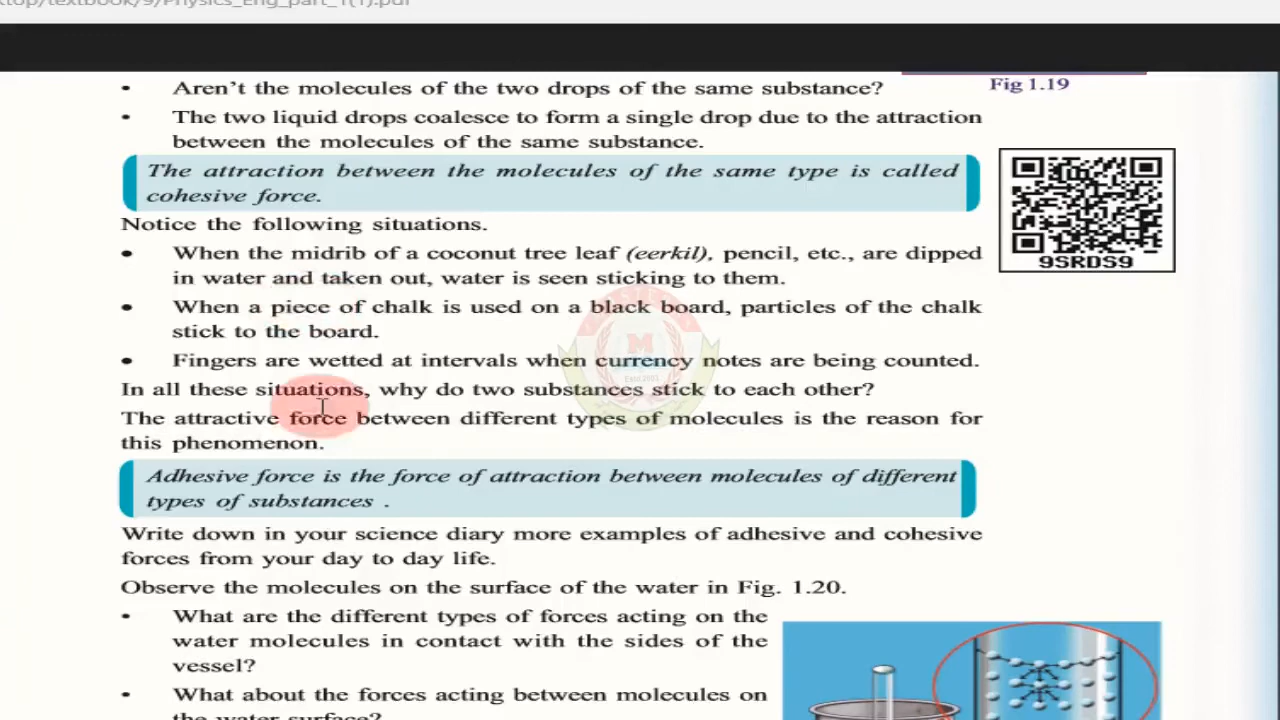 ktop/textbook/9/Physics_Eng_part_1(1).pdf
• Aren't the molecules of the two drops of the same substance?
Fig 1.19
• The two liquid drops coalesce to form a single drop due to the attraction
between the molecules of the same substance.
The attraction between the molecules of the same type is called
cohesive force.
9SRDS9
Notice the following situations.
• When the midrib of a coconut tree leaf (eerkil), pencil, etc., are dipped
in water and taken out, water is seen sticking to them.
• When a piece of chalk is used on a black board, particles of the chalk
stick to the board.
• Fingers are wetted at intervals when currency notes are being counted.
In all these situations, why do two substances stick to each other?
The attractive force between different types of molecules is the reason for
this phenomenon.
Adhesive force is the force of attraction between molecules of different
types of substances .
Write down in your science diary more examples of adhesive and cohesive
forces from your day to day life.
Observe the molecules on the surface of the water in Fig. 1.20.
• What are the different types of forces acting on the
water molecules in contact with the sides of the
vessel?
• What about the forces acting between molecules on
the water surface?
M